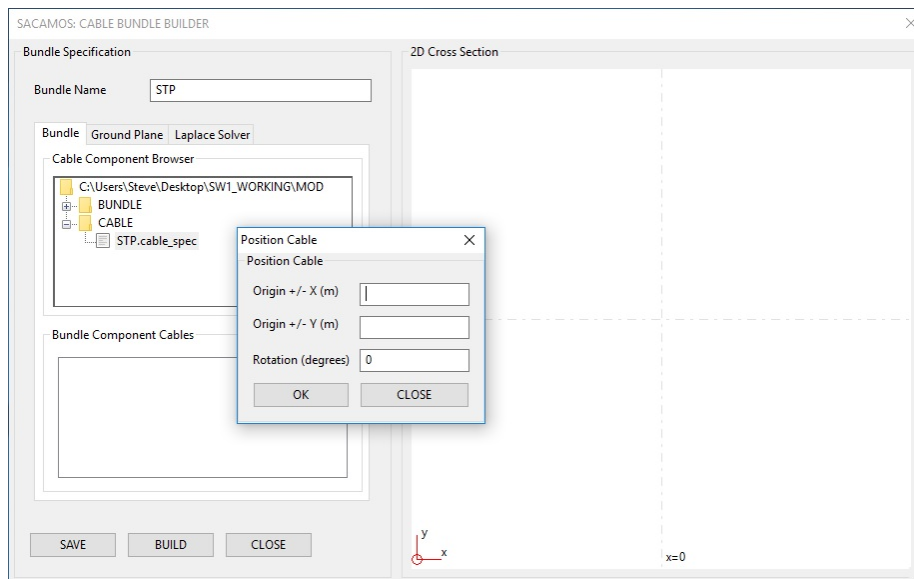 SACAMOS: CABLE BUNDLE BUILDER
Bundle Specification
Bundle Name
STP
Bundle
Ground Plane
Laplace Solver
Cable Component Browser
C:\Users\Steve\Desktop\SW1_WORKING\MOD
BUNDLE
CABLE
STP.cable_spec
Bundle Component Cables
SAVE
BUILD
CLOSE
Position Cable
Position Cable
Origin +/- X (m)
Origin +/- Y (m)
Rotation (degrees)
0
OK
CLOSE
2D Cross Section
y
x
x=0